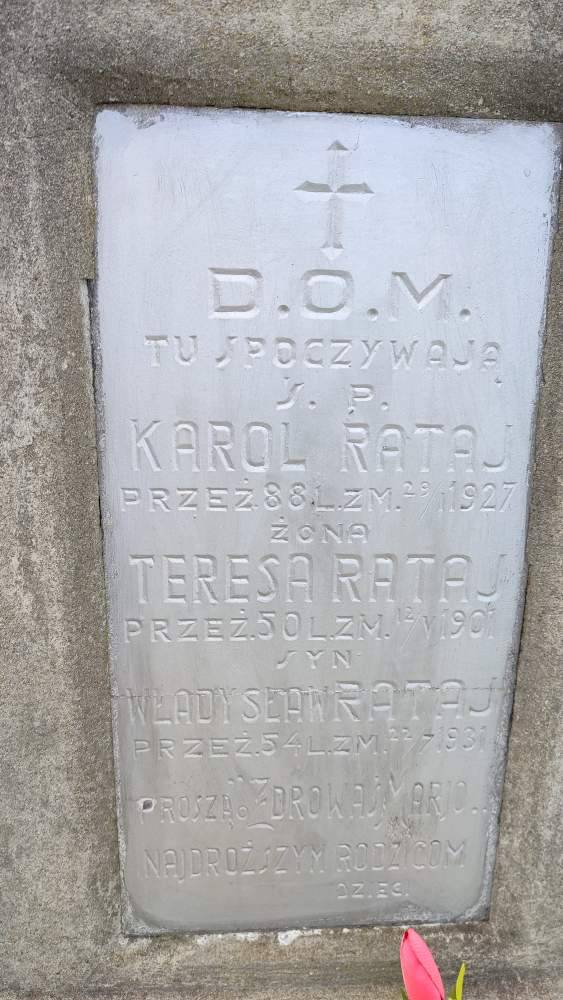 D.O.M.
TU SPOCZYWAJĄ
Ś. P.
KAROL RATAJ
PRZEŻ.88 L.ZM. 29/I 1927
ŻONA
TERESA RATAJ
PRZEŻ.50 L.ZM. 12/V 1901
SYN
WŁADYSŁAW RATAJ
PRZEŻ.54 L.ZM. 22/7 1931
PROSZĄ O ZDROWAŚ MARJO..
NAJDROŻSZYM RODZICOM
DZIECI